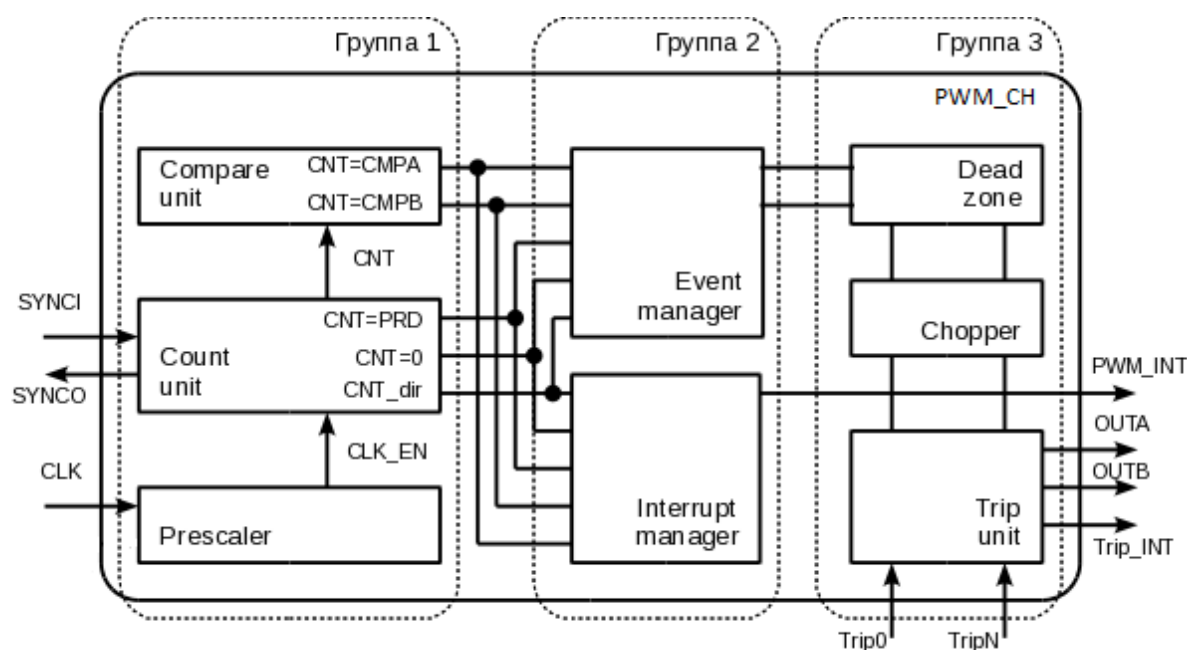 Группа 1
Группа 2
Группа 3
PWM_CH
Compare
unit
CNT=CMPA
CNT=CMPB
Dead
zone
CNT
Event
manager
SYNCI
SYNCO
Count
unit
CNT=PRD
CNT=0
CNT_dir
Chopper
PWM_INT
OUTA
OUTB
Trip_INT
CLK_EN
CLK
Prescaler
Interrupt
manager
Trip
unit
Trip0
TripN